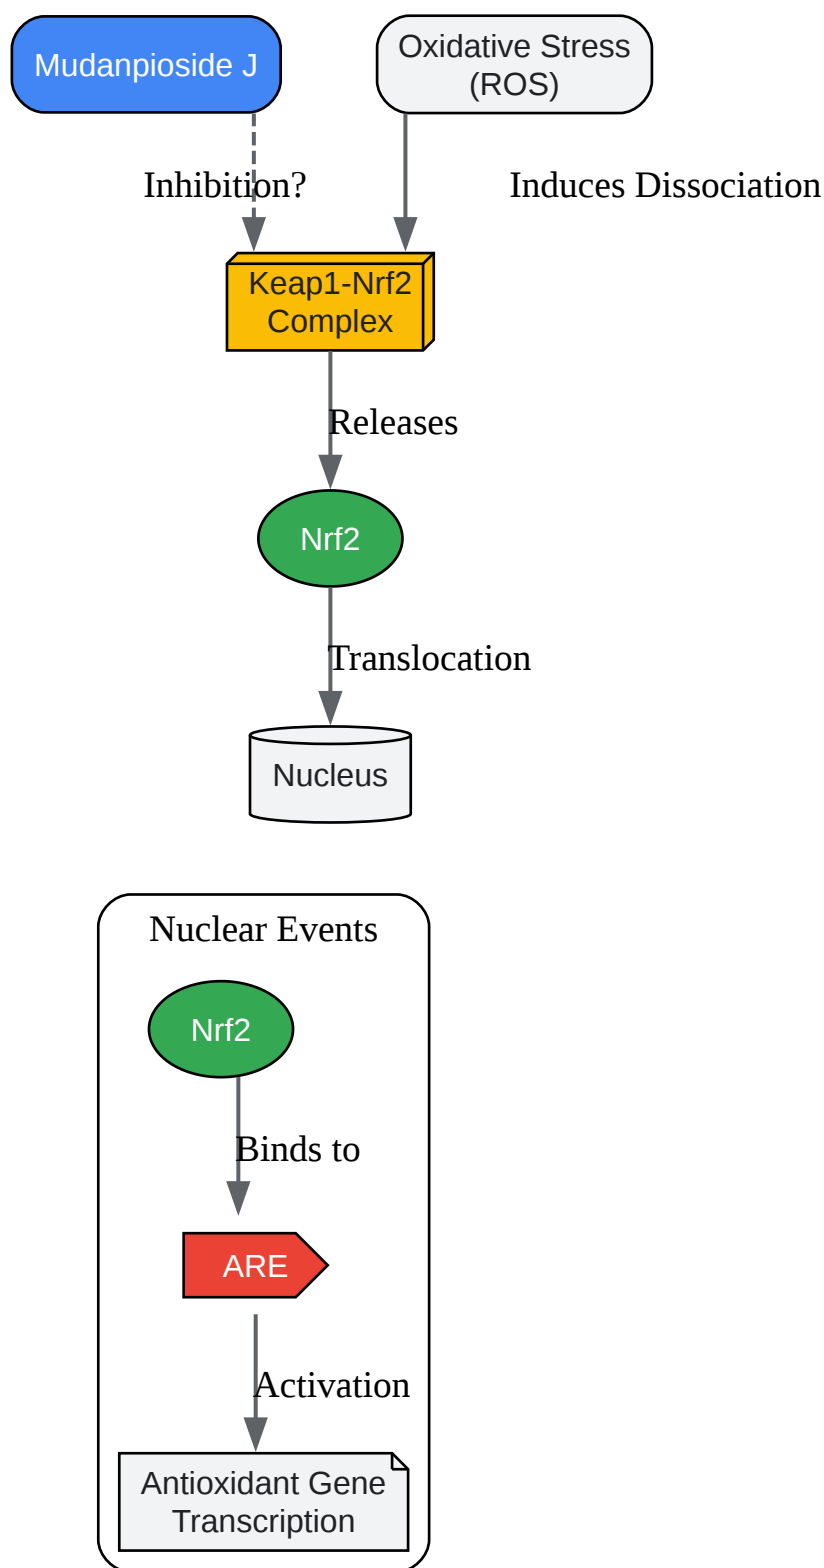 Mudanpioside J
Oxidative Stress
(ROS)
Inhibition?
Induces Dissociation
Keap1-Nrf2
Complex
Releases
Nrf2
Translocation
Nucleus
Nuclear Events
Nrf2
Binds to
ARE
Activation
Antioxidant Gene
Transcription